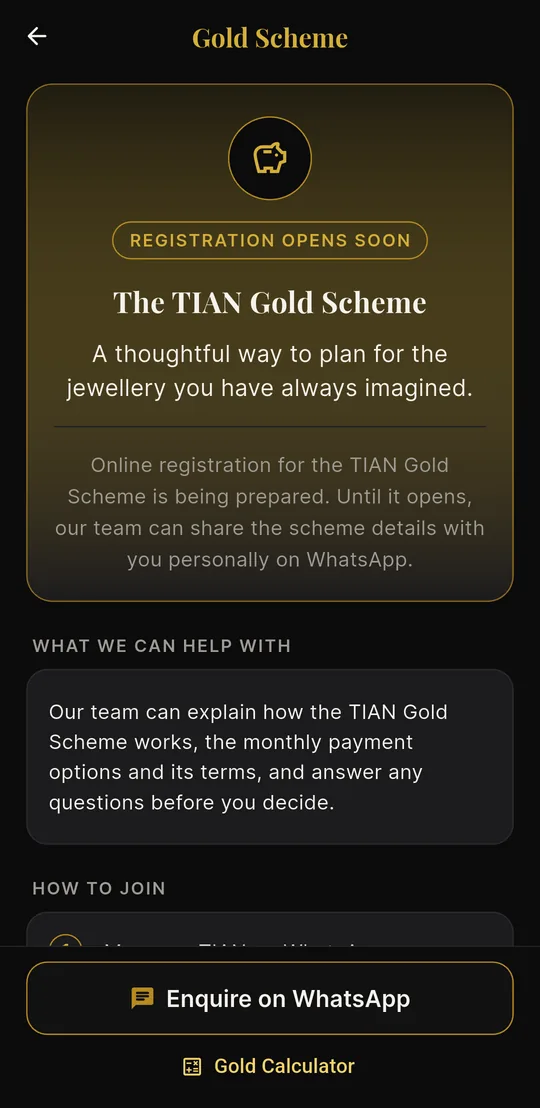 Gold Scheme
REGISTRATION OPENS SOON
The TIAN Gold Scheme
A thoughtful way to plan for the
jewellery you have always imagined.
Online registration for the TIAN Gold
Scheme is being prepared. Until it opens,
our team can share the scheme details with
you personally on WhatsApp.
WHAT WE CAN HELP WITH
Our team can explain how the TIAN Gold
Scheme works, the monthly payment
options and its terms, and answer any
questions before you decide.
HOW TO JOIN
Enquire on WhatsApp
Gold Calculator